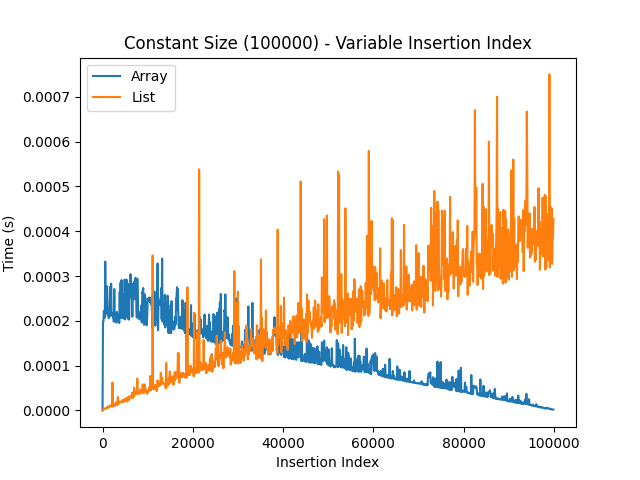 Constant Size (100000) - Variable Insertion Index
Array
List
0.0007
0.0006
0.0005
0.0004
0.0003
0.0002
0.0001
0.0000
Time (s)
0 20000 40000 60000 80000 100000
Insertion Index